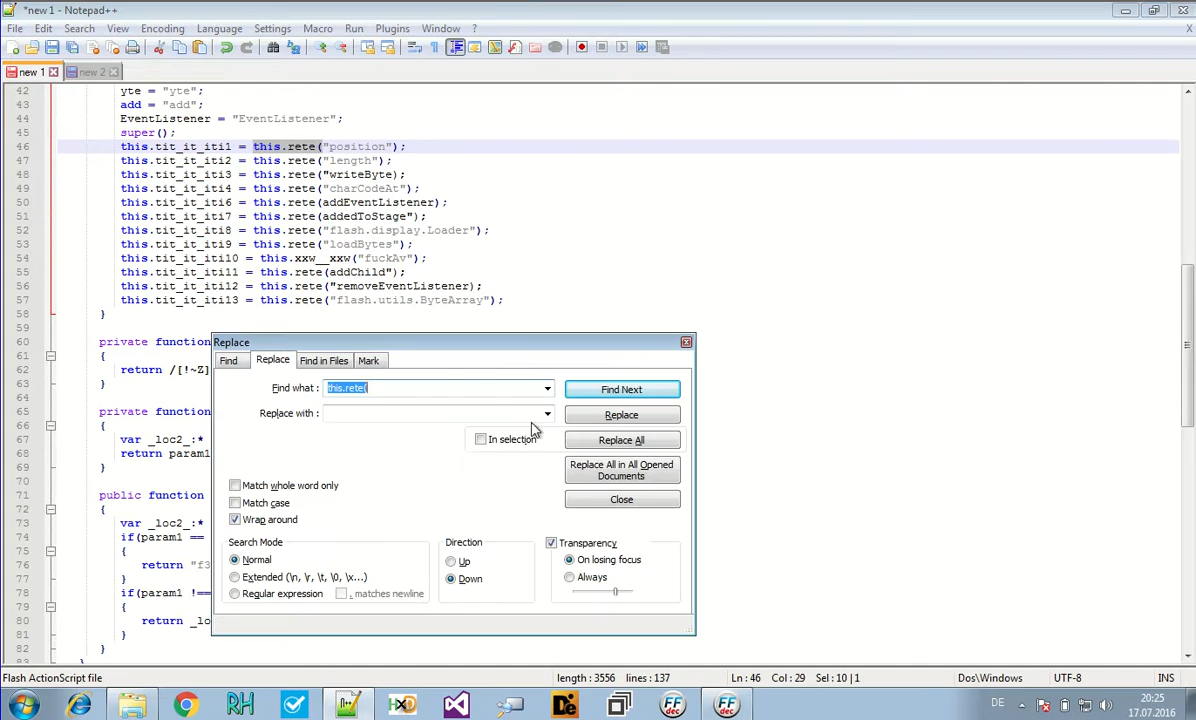 *new 1 - Notepad++
File Edit Search View Encoding Language Settings Macro Run Plugins Window ? X
new 1 new 2
42 yte = "yte";
43 add = "add";
44 EventListener = "EventListener";
45 super();
46 this.tit_it_iti1 = this.rete("position");
47 this.tit_it_iti2 = this.rete("length");
48 this.tit_it_iti3 = this.rete("writeByte);
49 this.tit_it_iti4 = this.rete("charCodeAt");
50 this.tit_it_iti6 = this.rete(addEventListener);
51 this.tit_it_iti7 = this.rete(addedToStage");
52 this.tit_it_iti8 = this.rete("flash.display.Loader");
53 this.tit_it_iti9 = this.rete("loadBytes");
54 this.tit_it_iti10 = this.xxw__xxw("fuckAv");
55 this.tit_it_iti11 = this.rete(addChild");
56 this.tit_it_iti12 = this.rete("removeEventListener);
57 this.tit_it_iti13 = this.rete("flash.utils.ByteArray");
58 }
59
60 private function
61 {
62 return /[!~Z]
63 }
64
65 private function
66 {
67 var _loc2_:*
68 return param1
69 }
70
71 public function
72 {
73 var _loc2_:*
74 if(param1 ==
75 {
76 return "f3
77 }
78 if(param1 !==
79 {
80 return _lo
81 }
82 }
83 }
Replace
Find Replace Find in Files Mark
Find what : this.rete( Find Next
Replace with : Replace
In selection Replace All
Replace All in All Opened
Documents
Match whole word only
Match case Close
Wrap around
Search Mode Direction Transparency
Normal Up On losing focus
Extended (\n, \r, \t, \0, \x...) Down Always
Regular expression . matches newline
Flash ActionScript file length : 3556 lines : 137 Ln : 46 Col : 29 Sel : 10 | 1 Dos\Windows UTF-8 INS
RH HXD De FF dec FF dec DE 20:25
17.07.2016